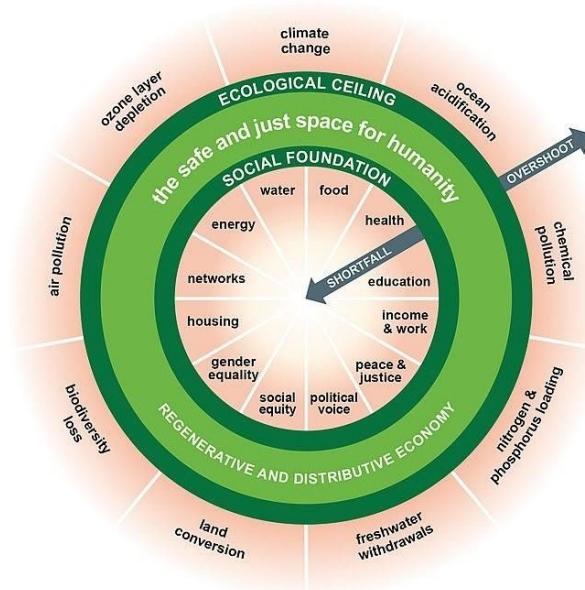 climate
change
ocean
acidification
chemical
pollution
nitrogen &
phosphorus loading
freshwater
withdrawals
land
conversion
biodiversity
loss
air pollution
ozone layer
depletion
OVERSHOOT
ECOLOGICAL CEILING
the safe and just space for humanity
SOCIAL FOUNDATION
water
food
health
SHORTFALL
education
income
& work
peace &
justice
political
voice
social
equity
gender
equality
housing
networks
energy
REGENERATIVE AND DISTRIBUTIVE ECONOMY